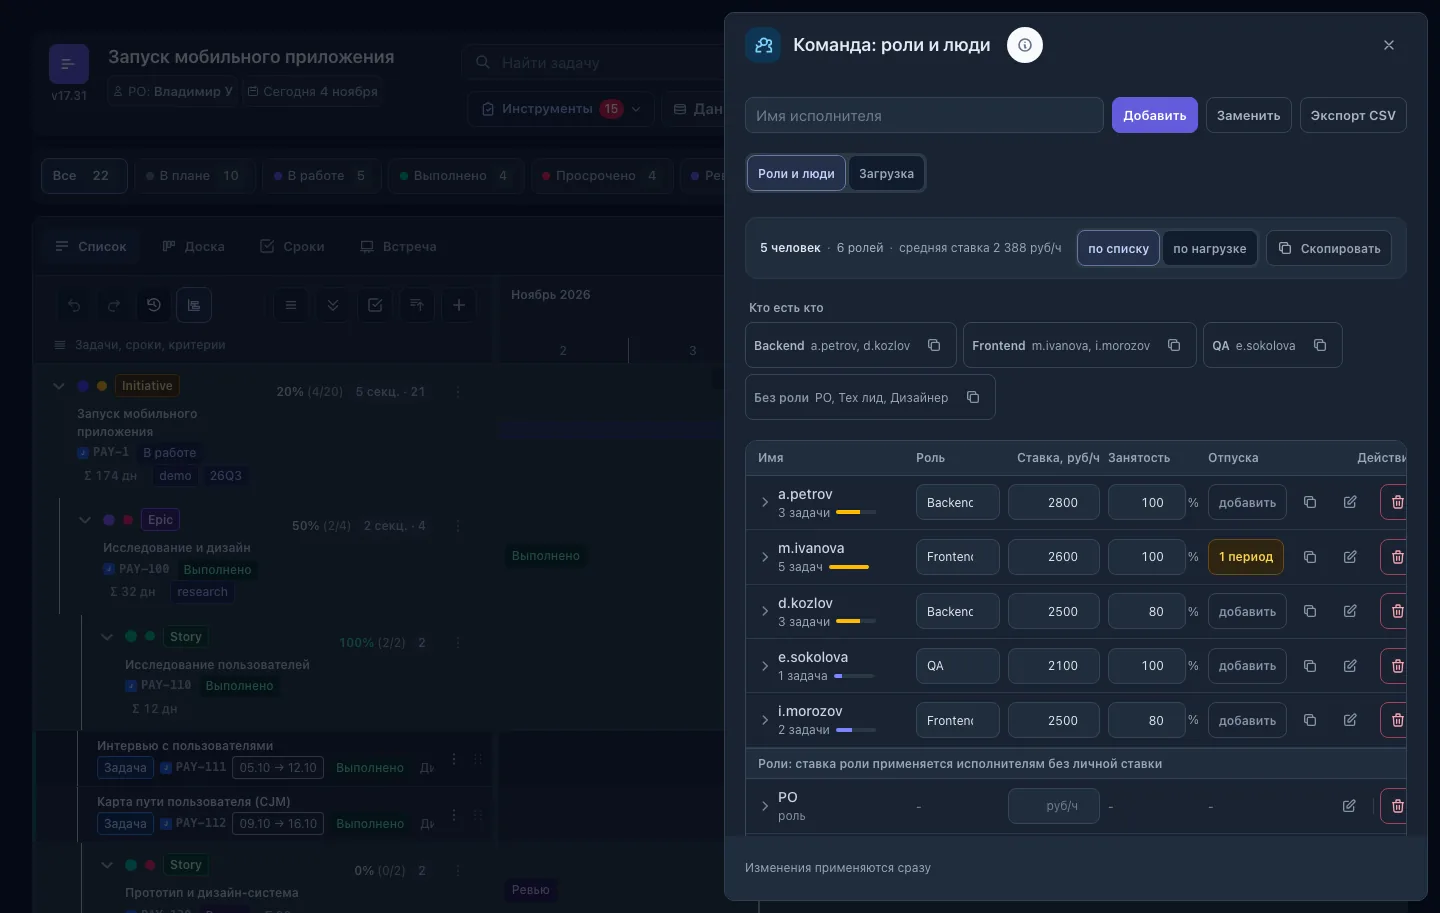 Запуск мобильного приложения
v17.31
PO: Владимир У
Сегодня 4 ноября
Найти задачу
Инструменты 15
Дан
Все 22
В плане 10
В работе 5
Выполнено 4
Просрочено 4
Рев
Список
Доска
Сроки
Встреча
Ноябрь 2026
Задачи, сроки, критерии
2
3
Initiative
20% (4/20) 5 секц. · 21
Запуск мобильного
приложения
PAY-1 В работе
Σ 174 дн demo 26Q3
Epic
50% (2/4) 2 секц. · 4
Исследование и дизайн
PAY-100 Выполнено
Σ 32 дн research
Выполнено
Story
100% (2/2) 2
Исследование пользователей
PAY-110 Выполнено
Σ 12 дн
Интервью с пользователями
Задача PAY-111 05.10 → 12.10 Выполнено Ди
Карта пути пользователя (CJM)
Задача PAY-112 09.10 → 16.10 Выполнено Ди
Story
0% (0/2) 2
Прототип и дизайн-система
Ревью
Команда: роли и люди
Имя исполнителя
Добавить
Заменить
Экспорт CSV
Роли и люди
Загрузка
5 человек · 6 ролей · средняя ставка 2 388 руб/ч
по списку
по нагрузке
Скопировать
Кто есть кто
Backend a.petrov, d.kozlov
Frontend m.ivanova, i.morozov
QA e.sokolova
Без роли PO, Тех лид, Дизайнер
Имя Роль Ставка, руб/ч Занятость Отпуска Действи
a.petrov
3 задачи
Backend 2800 100 % добавить
m.ivanova
5 задач
Frontend 2600 100 % 1 период
d.kozlov
3 задачи
Backend 2500 80 % добавить
e.sokolova
1 задача
QA 2100 100 % добавить
i.morozov
2 задачи
Frontend 2500 80 % добавить
Роли: ставка роли применяется исполнителям без личной ставки
PO
роль
- руб/ч - -
Изменения применяются сразу